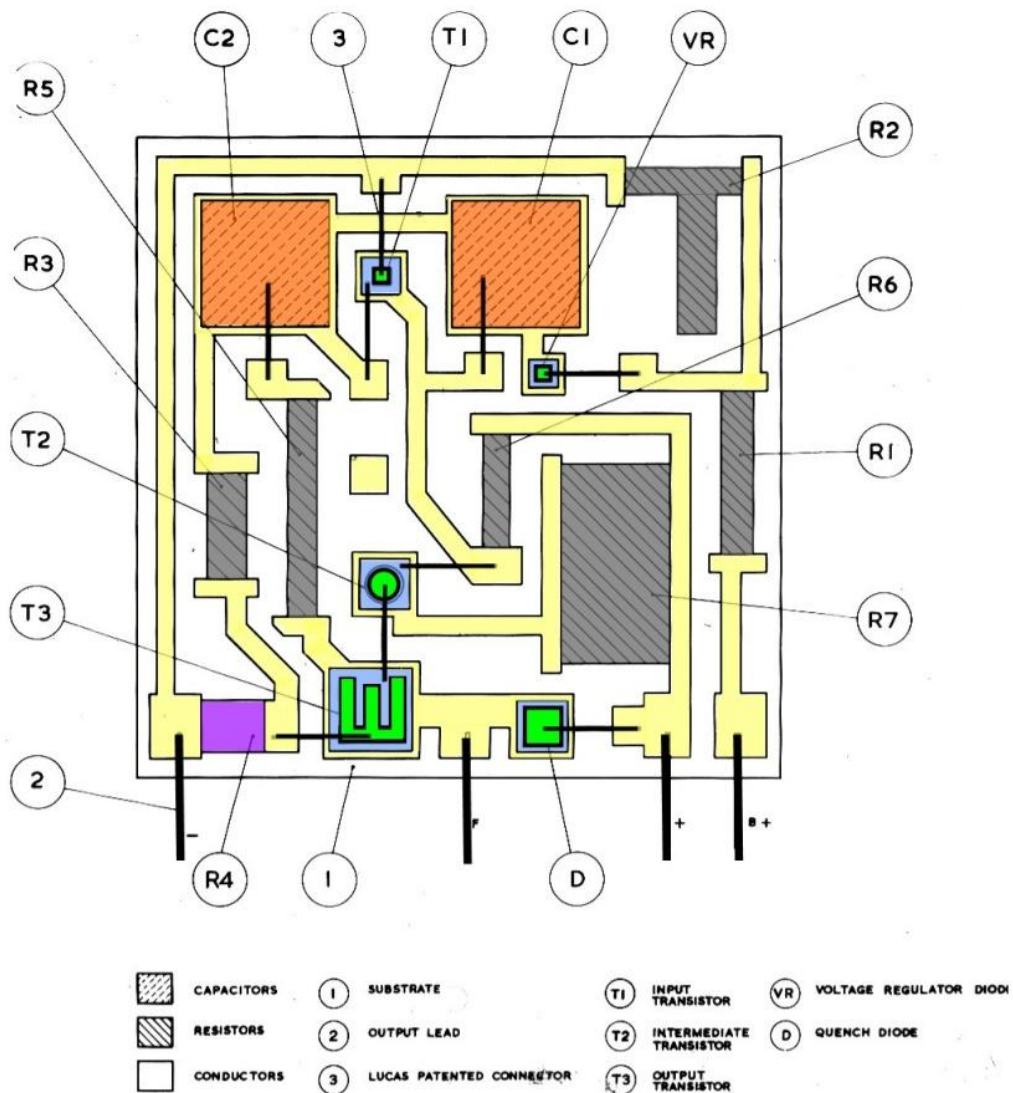 C2
3
T1
C1
VR
R5
R2
R3
R6
T2
R1
T3
R7
2
–
F
+
B +
R4
1
D
CAPACITORS
RESISTORS
CONDUCTORS
1 SUBSTRATE
2 OUTPUT LEAD
3 LUCAS PATENTED CONNECTOR
T1 INPUT
TRANSISTOR
T2 INTERMEDIATE
TRANSISTOR
T3 OUTPUT
TRANSISTOR
VR VOLTAGE REGULATOR DIOD
D QUENCH DIODE